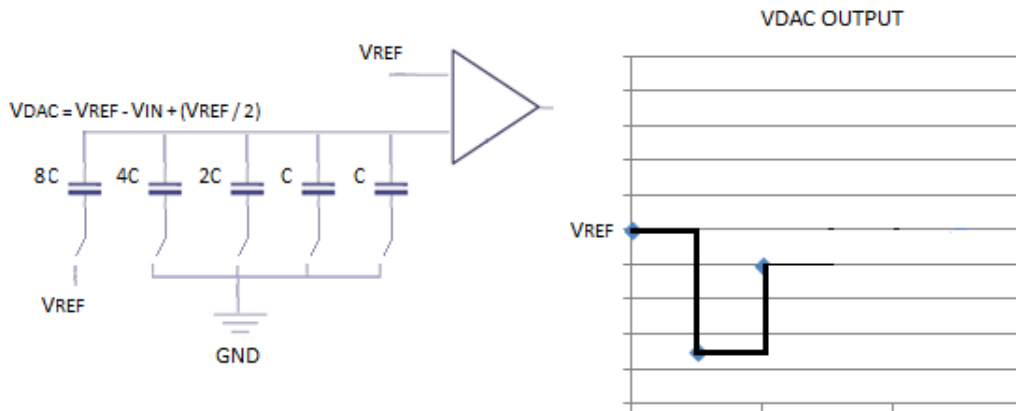 VDAC OUTPUT
VREF
VDAC = VREF - VIN + (VREF / 2)
8C 4C 2C C C
VREF
VREF
GND